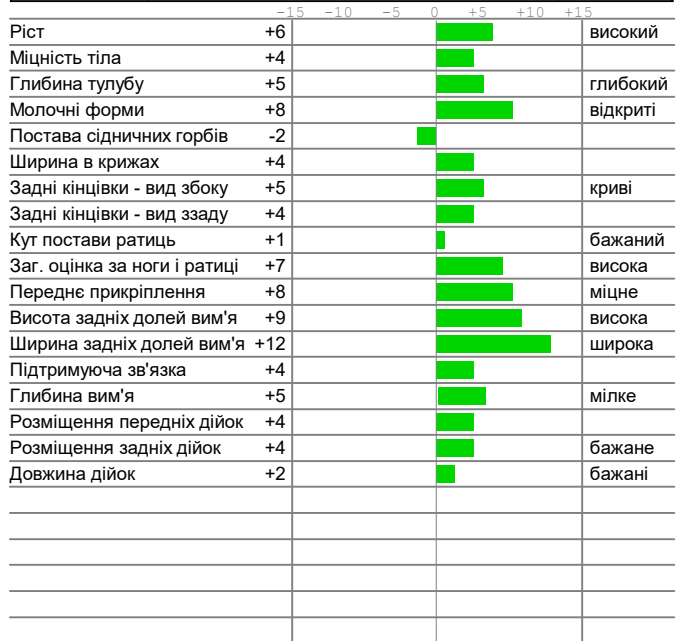 -15 -10 -5 0 +5 +10 +15
Ріст +6 високий
Міцність тіла +4
Глибина тулубу +5 глибокий
Молочні форми +8 відкриті
Постава сідничних горбів -2
Ширина в крижах +4
Задні кінцівки - вид збоку +5 криві
Задні кінцівки - вид ззаду +4
Кут постави ратиць +1 бажаний
Заг. оцінка за ноги і ратиці +7 висока
Переднє прикріплення +8 міцне
Висота задніх долей вим'я +9 висока
Ширина задніх долей вим'я +12 широка
Підтримуюча зв'язка +4
Глибина вим'я +5 мілке
Розміщення передніх дійок +4
Розміщення задніх дійок +4 бажане
Довжина дійок +2 бажані